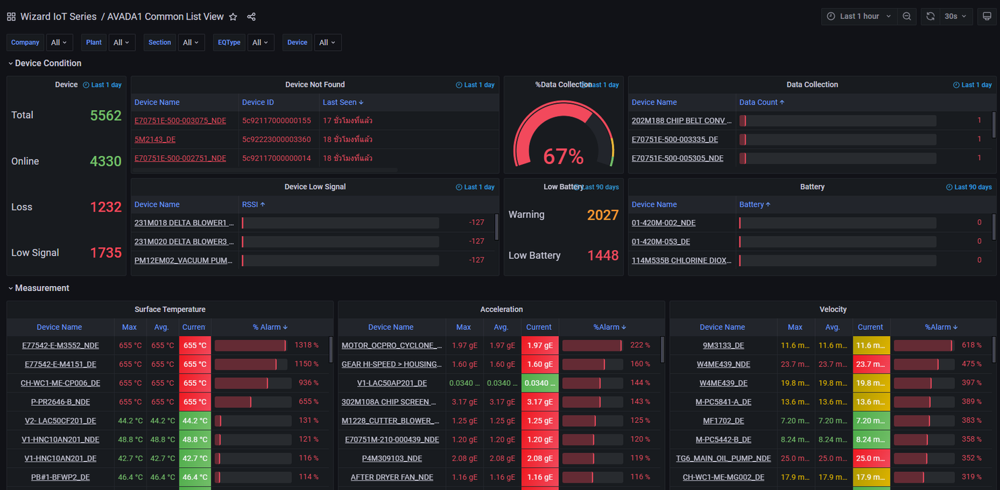 Wizard IoT Series / AVADA1 Common List View
Last 1 hour
30s
Company All Plant All Section All EQType All Device All
Device Condition
Device Last 1 day
Total 5562
Online 4330
Loss 1232
Low Signal 1735
Device Not Found Last 1 day
Device Name Device ID Last Seen
E70751E-500-003075_NDE 5c92117000000155 17 ชั่วโมงที่แล้ว
5M2143_DE 5c92223000003360 18 ชั่วโมงที่แล้ว
E70751E-500-002751_NDE 5c92117000000014 18 ชั่วโมงที่แล้ว
%Data Collection Last 1 day
67%
Data Collection Last 1 day
Device Name Data Count
202M188 CHIP BELT CONV ... 1
E70751E-500-003335_DE 1
E70751E-500-005305_NDE 1
Device Low Signal Last 1 day
Device Name RSSI
231M018 DELTA BLOWER1 ... -127
231M020 DELTA BLOWER3 ... -127
PM12EM02_VACUUM PUM... -127
Low Battery Last 90 days
Warning 2027
Low Battery 1448
Battery Last 90 days
Device Name Battery
01-420M-002_NDE 0
01-420M-053_DE 0
114M535B CHLORINE DIOX... 0
Measurement
Surface Temperature
Device Name Max Avg. Curren % Alarm
E77542-E-M3552_NDE 655 °C 655 °C 655 °C 1318 %
E77542-E-M4151_DE 655 °C 655 °C 655 °C 1150 %
CH-WC1-ME-CP006_DE 655 °C 655 °C 655 °C 936 %
P-PR2646-B_NDE 655 °C 655 °C 655 °C 655 %
V2- LAC50CF201_DE 44.2 °C 44.2 °C 44.2 °C 131 %
V1-HNC10AN201_NDE 48.8 °C 48.8 °C 48.8 °C 121 %
V1-HNC10AN201_DE 42.7 °C 42.7 °C 42.7 °C 116 %
PB#1-BFWP2_DE 46.4 °C 46.4 °C 46.4 °C 114 %
Acceleration
Device Name Max Avg. Current %Alarm
MOTOR_OCPRO_CYCLONE_... 1.97 gE 1.97 gE 1.97 gE 222 %
GEAR HI-SPEED > HOUSING... 1.60 gE 1.60 gE 1.60 gE 160 %
V1-LAC50AP201_DE 0.0340 ... 0.0340 ... 0.0340 ... 144 %
302M108A CHIP SCREEN_... 3.17 gE 3.17 gE 3.17 gE 143 %
M1228_CUTTER_BLOWER_... 1.25 gE 1.25 gE 1.25 gE 125 %
E70751M-210-000439_NDE 1.20 gE 1.20 gE 1.20 gE 120 %
P4M309103_NDE 2.08 gE 2.08 gE 2.08 gE 119 %
AFTER DRYER FAN_NDE 1.16 gE 1.16 gE 1.16 gE 116 %
Velocity
Device Name Max Avg. Current %Alarm
9M3133_DE 11.6 m... 11.6 m... 11.6 m... 618 %
W4ME439_NDE 23.7 m... 23.7 m... 23.7 m... 475 %
W4ME439_DE 19.8 m... 19.8 m... 19.8 m... 397 %
M-PC5841-A_DE 13.6 m... 13.6 m... 13.6 m... 389 %
MF1702_DE 7.20 m... 7.20 m... 7.20 m... 383 %
M-PC5442-B_DE 8.24 m... 8.24 m... 8.24 m... 358 %
TG6_MAIN_OIL_PUMP_NDE 25.0 m... 25.0 m... 25.0 m... 352 %
CH-WC1-ME-MG002_DE 17.9 m... 17.9 m... 17.9 m... 319 %